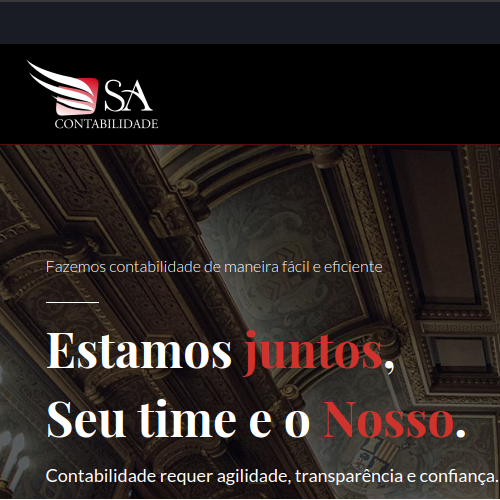 SA
CONTABILIDADE
Fazemos contabilidade de maneira fácil e eficiente
Estamos juntos,
Seu time e o Nosso.
Contabilidade requer agilidade, transparência e confiança.